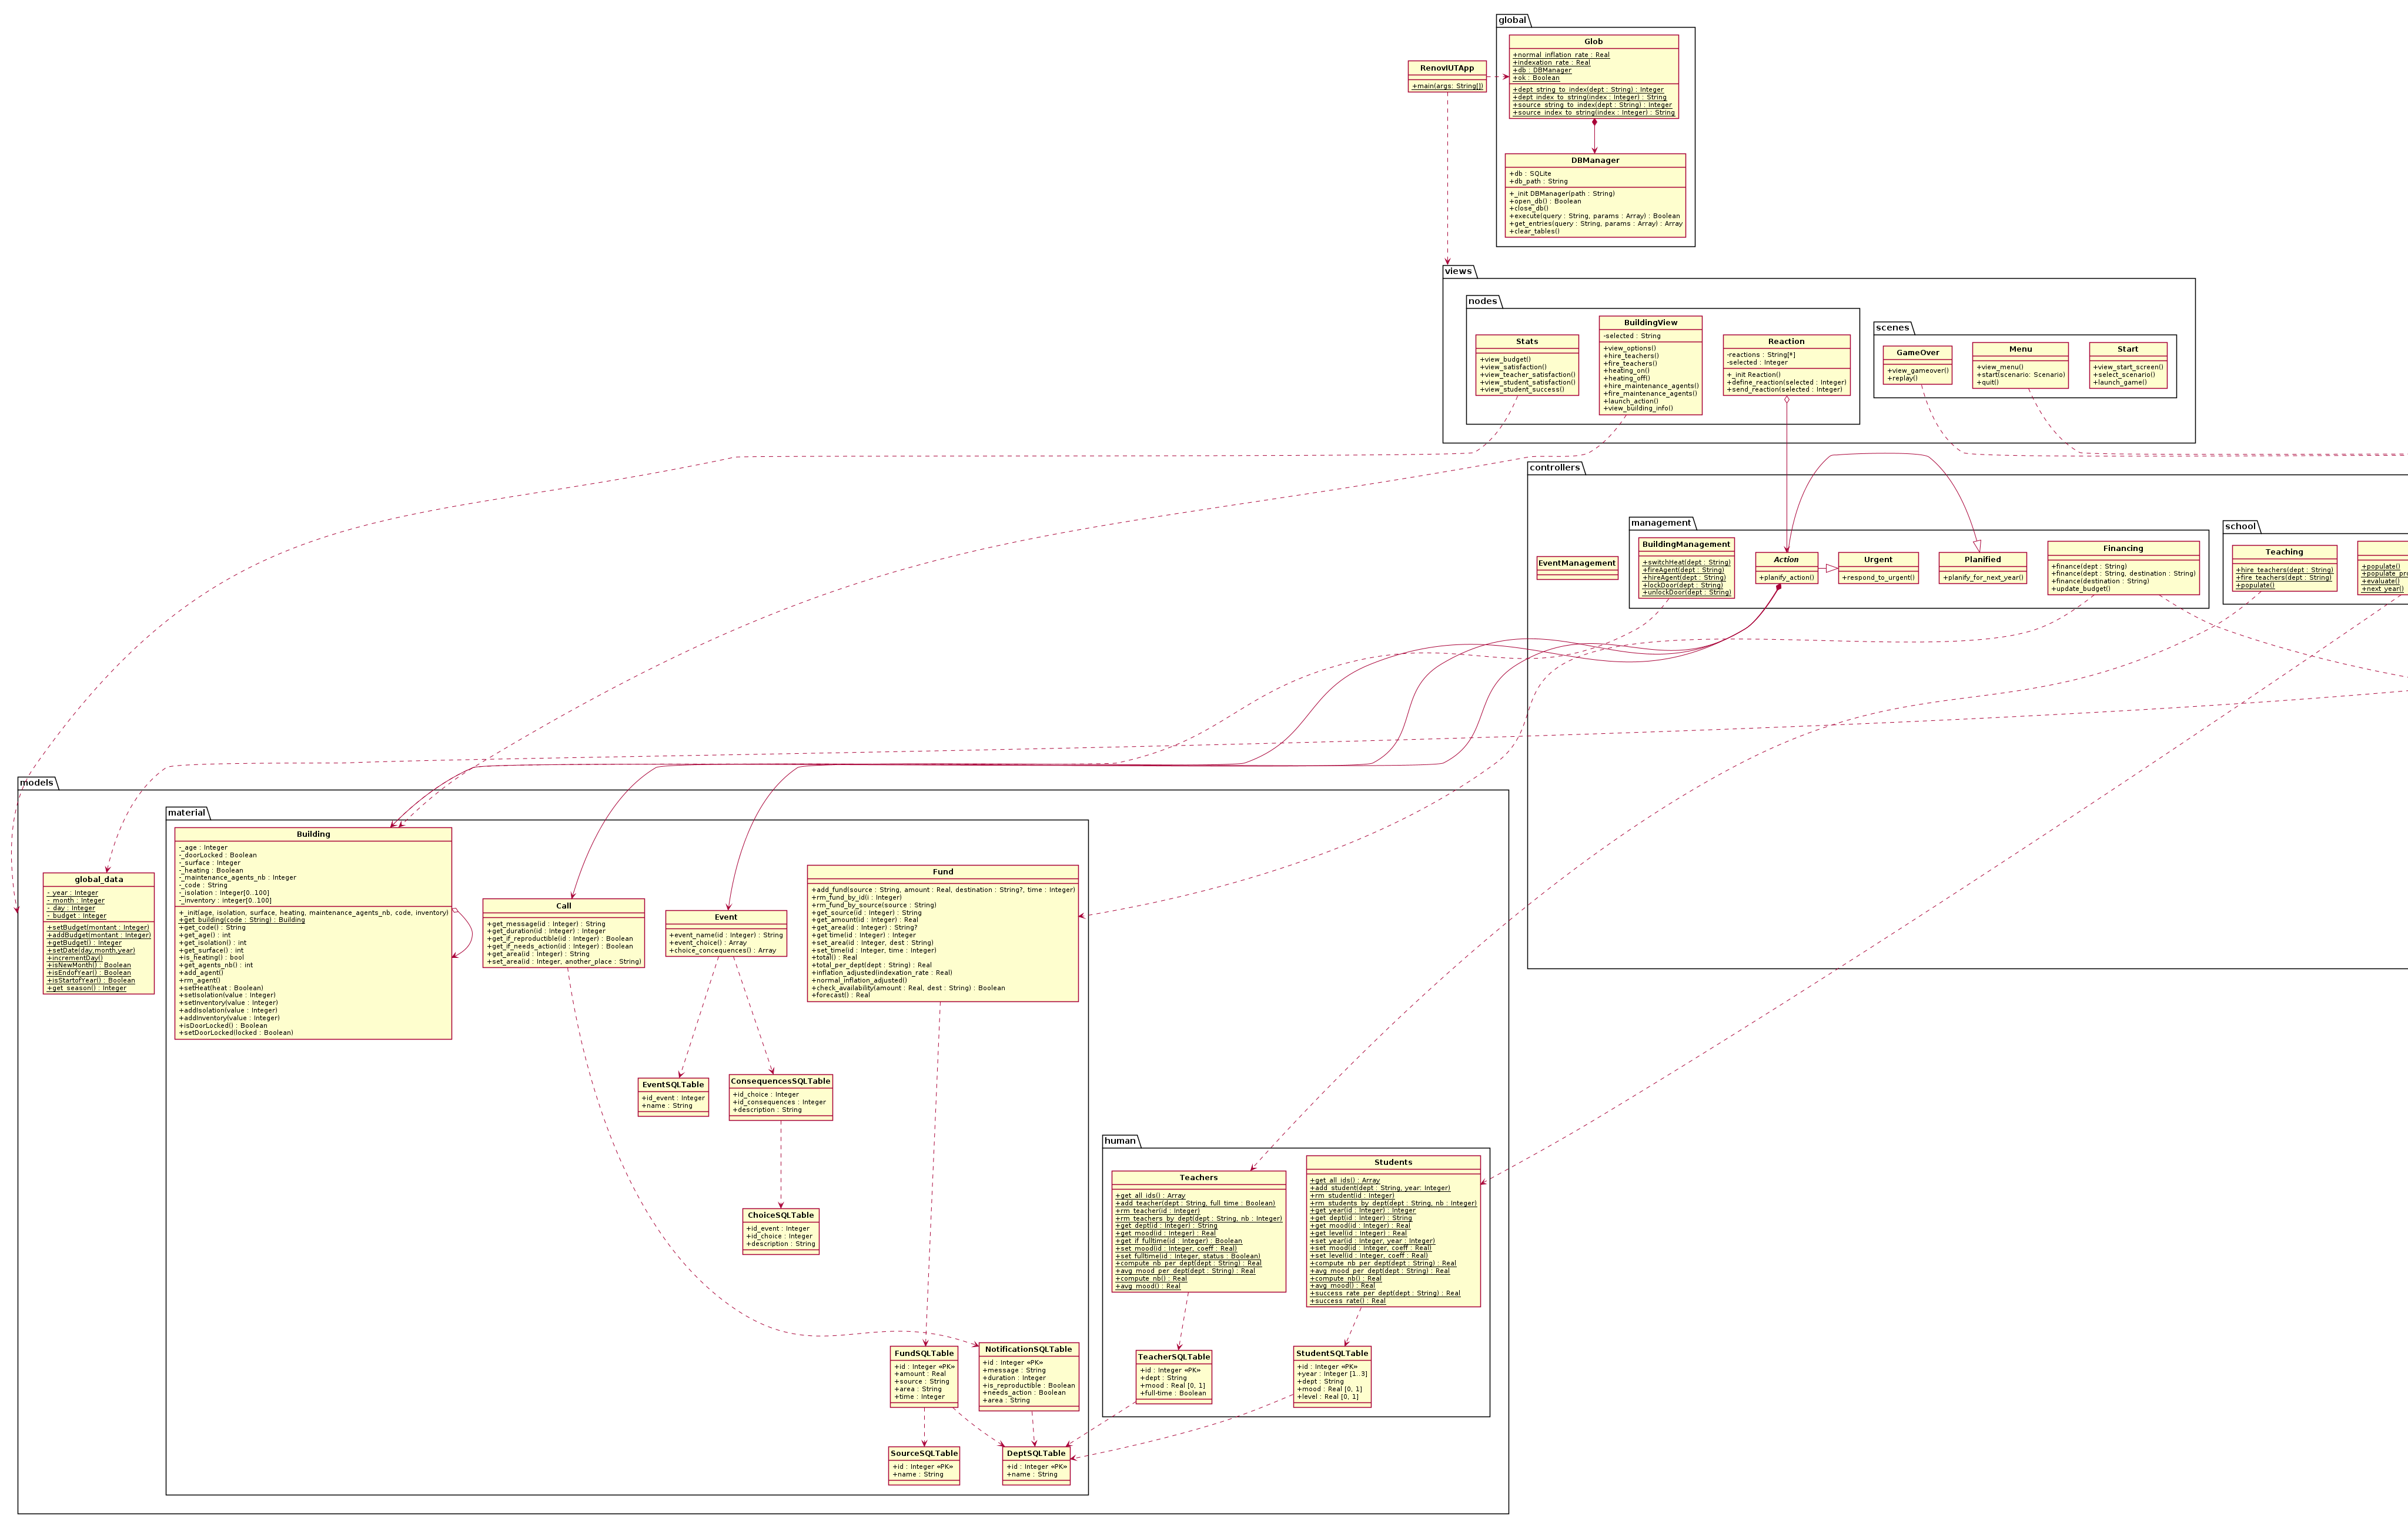 global
Glob
+normal_inflation_rate : Real
+indexation_rate : Real
+db : DBManager
+ok : Boolean
+dept_string_to_index(dept : String) : Integer
+dept_index_to_string(index : Integer) : String
+source_string_to_index(dept : String) : Integer
+source_index_to_string(index : Integer) : String
RenovIUTApp
+main(args: String[])
DBManager
+db : SQLite
+db_path : String
+_init DBManager(path : String)
+open_db() : Boolean
+close_db()
+execute(query : String, params : Array) : Boolean
+get_entries(query : String, params : Array) : Array
+clear_tables()
views
nodes
Stats
+view_budget()
+view_satisfaction()
+view_teacher_satisfaction()
+view_student_satisfaction()
+view_student_success()
BuildingView
-selected : String
+view_options()
+hire_teachers()
+fire_teachers()
+heating_on()
+heating_off()
+hire_maintenance_agents()
+fire_maintenance_agents()
+launch_action()
+view_building_info()
Reaction
-reactions : String[*]
-selected : Integer
+_init Reaction()
+define_reaction(selected : Integer)
+send_reaction(selected : Integer)
scenes
GameOver
+view_gameover()
+replay()
Menu
+view_menu()
+start(scenario: Scenario)
+quit()
Start
+view_start_screen()
+select_scenario()
+launch_game()
controllers
EventManagement
management
BuildingManagement
+switchHeat(dept : String)
+fireAgent(dept : String)
+hireAgent(dept : String)
+lockDoor(dept : String)
+unlockDoor(dept : String)
Action
+planify_action()
Urgent
+respond_to_urgent()
Planified
+planify_for_next_year()
Financing
+finance(dept : String)
+finance(dept : String, destination : String)
+finance(destination : String)
+update_budget()
school
Teaching
+hire_teachers(dept : String)
+fire_teachers(dept : String)
+populate()
+populate()
+populate_pr
+evaluate()
+next_year()
models
global_data
-_year : Integer
-_month : Integer
-_day : Integer
-_budget : Integer
+setBudget(montant : Integer)
+addBudget(montant : Integer)
+getBudget() : Integer
+setDate(day,month,year)
+incrementDay()
+isNewMonth() : Boolean
+isEndofYear() : Boolean
+isStartofYear() : Boolean
+get_season() : Integer
material
Building
-_age : Integer
-_doorLocked : Boolean
-_surface : Integer
-_heating : Boolean
-_maintenance_agents_nb : Integer
-_code : String
-_isolation : Integer[0..100]
-_inventory : integer[0..100]
+_init(age, isolation, surface, heating, maintenance_agents_nb, code, inventory)
+get_building(code : String) : Building
+get_code() : String
+get_age() : int
+get_isolation() : int
+get_surface() : int
+is_heating() : bool
+get_agents_nb() : int
+add_agent()
+rm_agent()
+setHeat(heat : Boolean)
+setIsolation(value : Integer)
+setInventory(value : Integer)
+addIsolation(value : Integer)
+addInventory(value : Integer)
+isDoorLocked() : Boolean
+setDoorLocked(locked : Boolean)
Call
+get_message(id : Integer) : String
+get_duration(id : Integer) : Integer
+get_if_reproductible(id : Integer) : Boolean
+get_if_needs_action(id : Integer) : Boolean
+get_area(id : Integer) : String
+set_area(id : Integer, another_place : String)
Event
+event_name(id : Integer) : String
+event_choice() : Array
+choice_concequences() : Array
Fund
+add_fund(source : String, amount : Real, destination : String?, time : Integer)
+rm_fund_by_id(i : Integer)
+rm_fund_by_source(source : String)
+get_source(id : Integer) : String
+get_amount(id : Integer) : Real
+get_area(id : Integer) : String?
+get_time(id : Integer) : Integer
+set_area(id : Integer, dest : String)
+set_time(id : Integer, time : Integer)
+total() : Real
+total_per_dept(dept : String) : Real
+inflation_adjusted(indexation_rate : Real)
+normal_inflation_adjusted()
+check_availability(amount : Real, dest : String) : Boolean
+forecast() : Real
EventSQLTable
+id_event : Integer
+name : String
ConsequencesSQLTable
+id_choice : Integer
+id_consequences : Integer
+description : String
ChoiceSQLTable
+id_event : Integer
+id_choice : Integer
+description : String
FundSQLTable
+id : Integer «PK»
+amount : Real
+source : String
+area : String
+time : Integer
NotificationSQLTable
+id : Integer «PK»
+message : String
+duration : Integer
+is_reproductible : Boolean
+needs_action : Boolean
+area : String
SourceSQLTable
+id : Integer «PK»
+name : String
DeptSQLTable
+id : Integer «PK»
+name : String
human
Teachers
+get_all_ids() : Array
+add_teacher(dept : String, full_time : Boolean)
+rm_teacher(id : Integer)
+rm_teachers_by_dept(dept : String, nb : Integer)
+get_dept(id : Integer) : String
+get_mood(id : Integer) : Real
+get_if_fulltime(id : Integer) : Boolean
+set_mood(id : Integer, coeff : Real)
+set_fulltime(id : Integer, status : Boolean)
+compute_nb_per_dept(dept : String) : Real
+avg_mood_per_dept(dept : String) : Real
+compute_nb() : Real
+avg_mood() : Real
Students
+get_all_ids() : Array
+add_student(dept : String, year: Integer)
+rm_student(id : Integer)
+rm_students_by_dept(dept : String, nb : Integer)
+get_year(id : Integer) : Integer
+get_dept(id : Integer) : String
+get_mood(id : Integer) : Real
+get_level(id : Integer) : Real
+set_year(id : Integer, year : Integer)
+set_mood(id : Integer, coeff : Real)
+set_level(id : Integer, coeff : Real)
+compute_nb_per_dept(dept : String) : Real
+avg_mood_per_dept(dept : String) : Real
+compute_nb() : Real
+avg_mood() : Real
+success_rate_per_dept(dept : String) : Real
+success_rate() : Real
TeacherSQLTable
+id : Integer «PK»
+dept : String
+mood : Real [0, 1]
+full-time : Boolean
StudentSQLTable
+id : Integer «PK»
+year : Integer [1..3]
+dept : String
+mood : Real [0, 1]
+level : Real [0, 1]